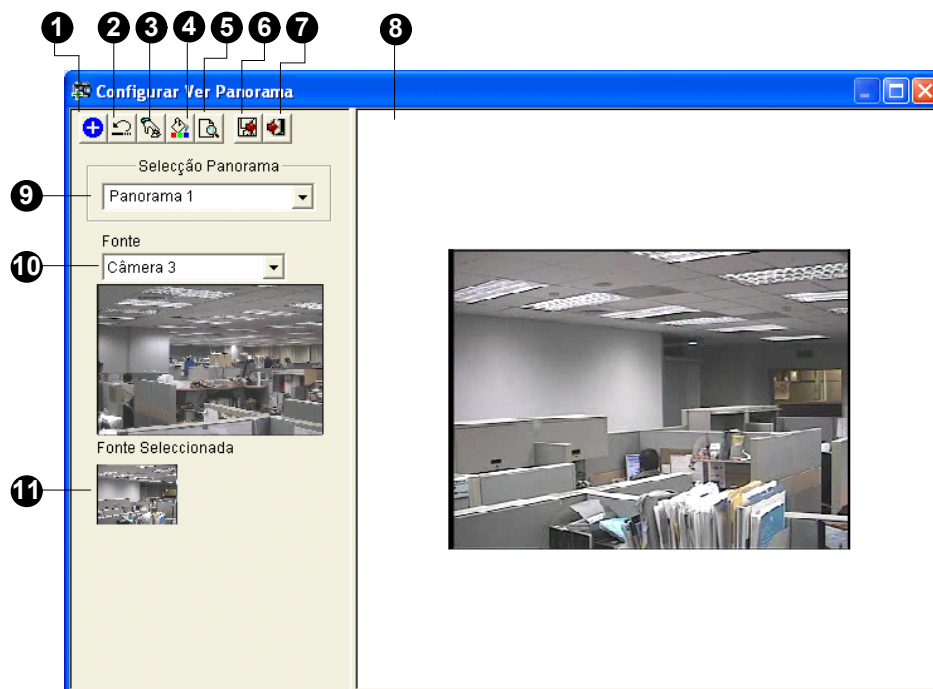 1 2 3 4 5 6 7 8
Configurar Ver Panorama
Selecção Panorama
9 Panorama 1
Fonte
10 Câmera 3
Fonte Seleccionada
11